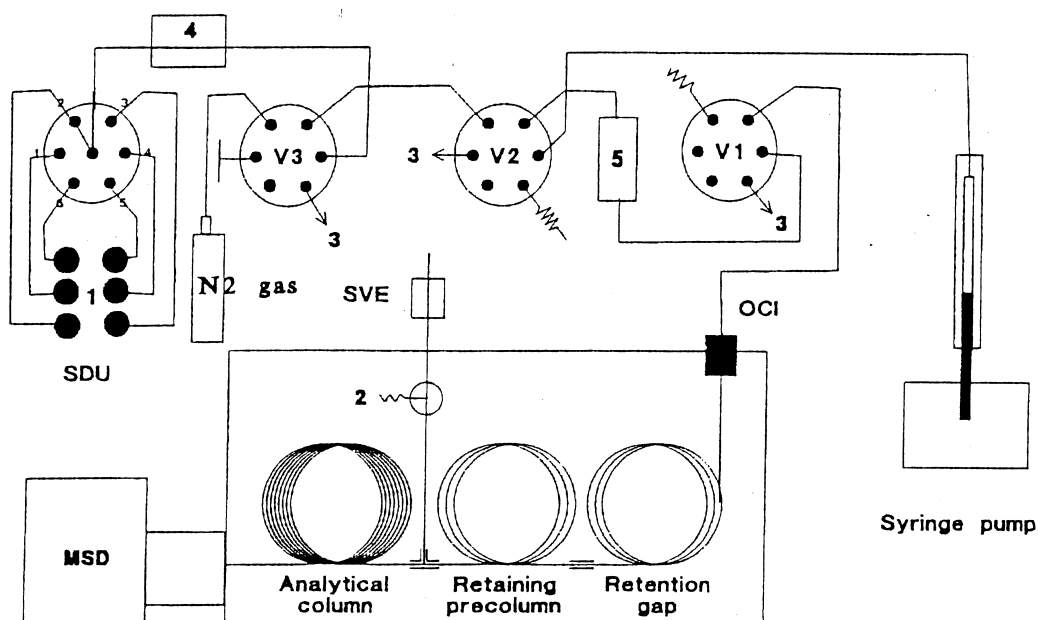 4
2
3
1
4
6
5
V3
3
V2
5
V1
3
3
1
N2 gas
SVE
OCI
SDU
2
Syringe pump
MSD
Analytical
column
Retaining
precolumn
Retention
gap